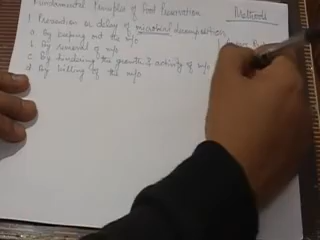 Fundamental Principles of Food Preservation
Methods
1 Prevention or delay of microbial decomposition
a By keeping out the m/o
b By removal of m/o
c By hindering the growth & activity of m/o
d By killing of the m/o